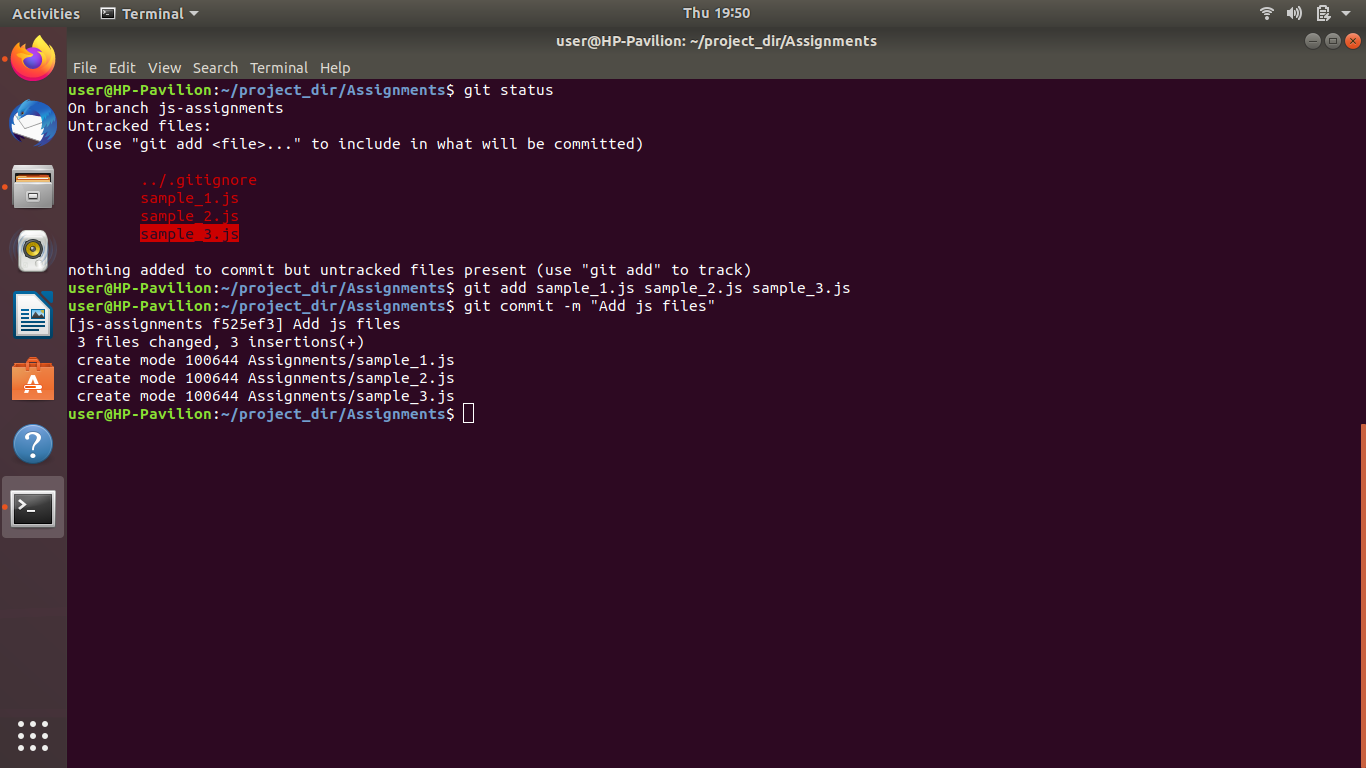 Activities Terminal Thu 19:50
user@HP-Pavilion: ~/project_dir/Assignments
File Edit View Search Terminal Help
user@HP-Pavilion:~/project_dir/Assignments$ git status
On branch js-assignments
Untracked files:
  (use "git add <file>..." to include in what will be committed)
        ../.gitignore
        sample_1.js
        sample_2.js
        sample_3.js
nothing added to commit but untracked files present (use "git add" to track)
user@HP-Pavilion:~/project_dir/Assignments$ git add sample_1.js sample_2.js sample_3.js
user@HP-Pavilion:~/project_dir/Assignments$ git commit -m "Add js files"
[js-assignments f525ef3] Add js files
 3 files changed, 3 insertions(+)
 create mode 100644 Assignments/sample_1.js
 create mode 100644 Assignments/sample_2.js
 create mode 100644 Assignments/sample_3.js
user@HP-Pavilion:~/project_dir/Assignments$